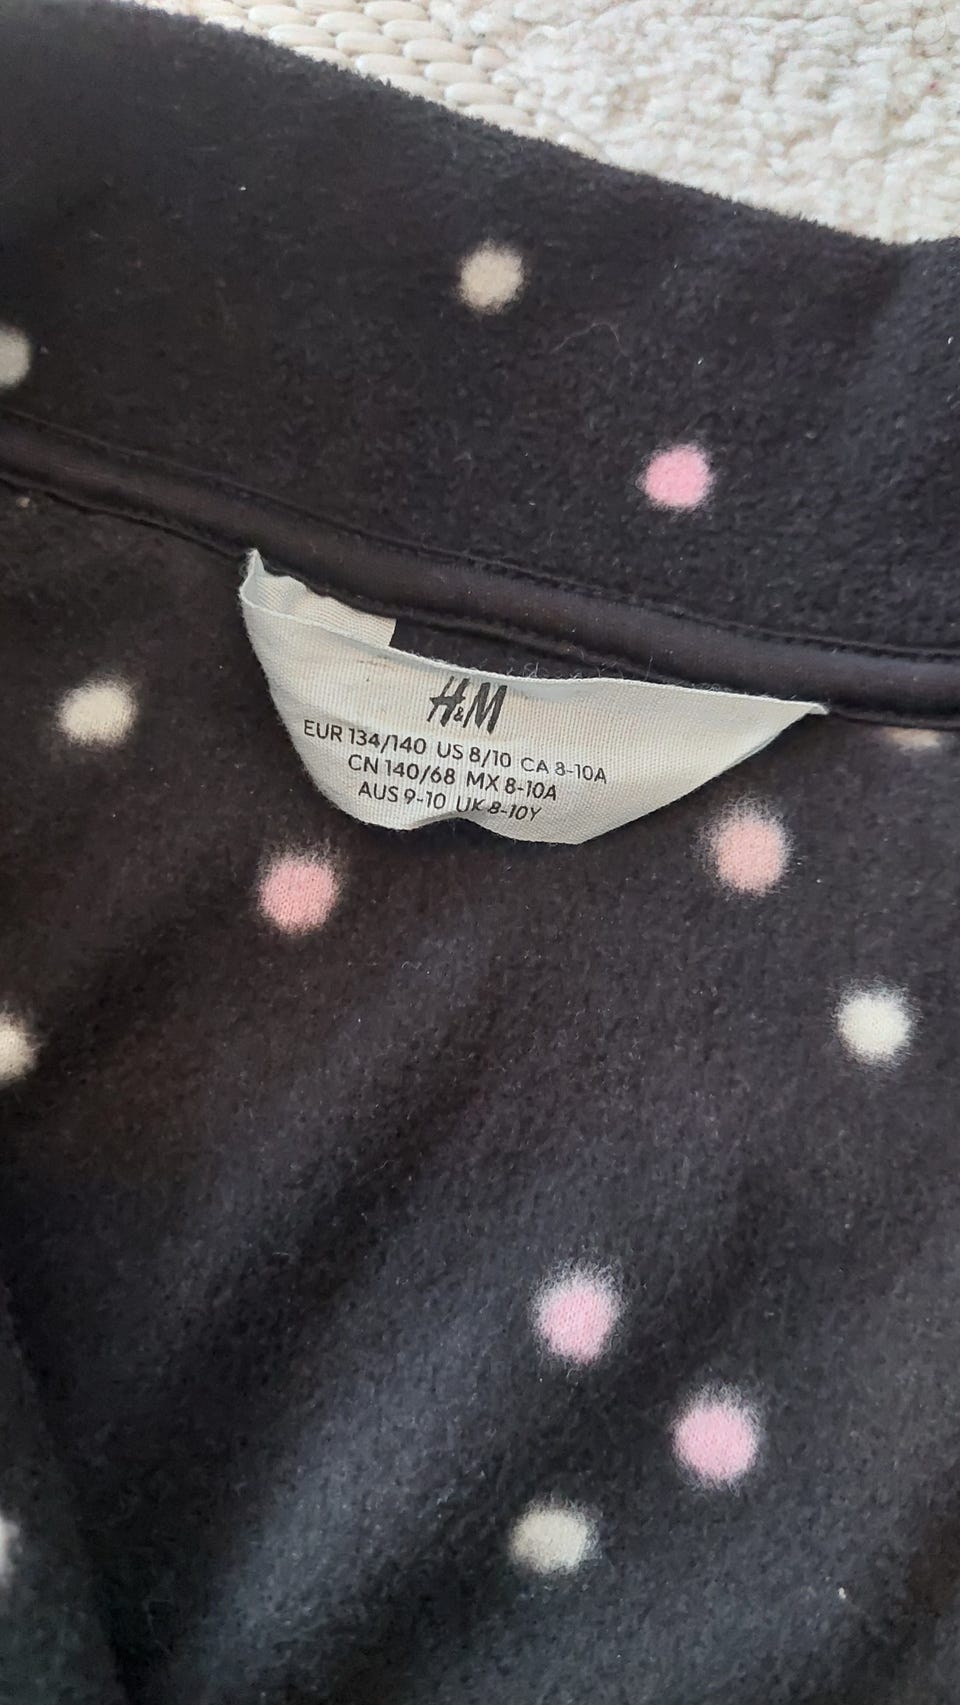 H&M
EUR 134/140 US 8/10 CA 8-10A
CN 140/68 MX 8-10A
AUS 9-10 UK 8-10Y